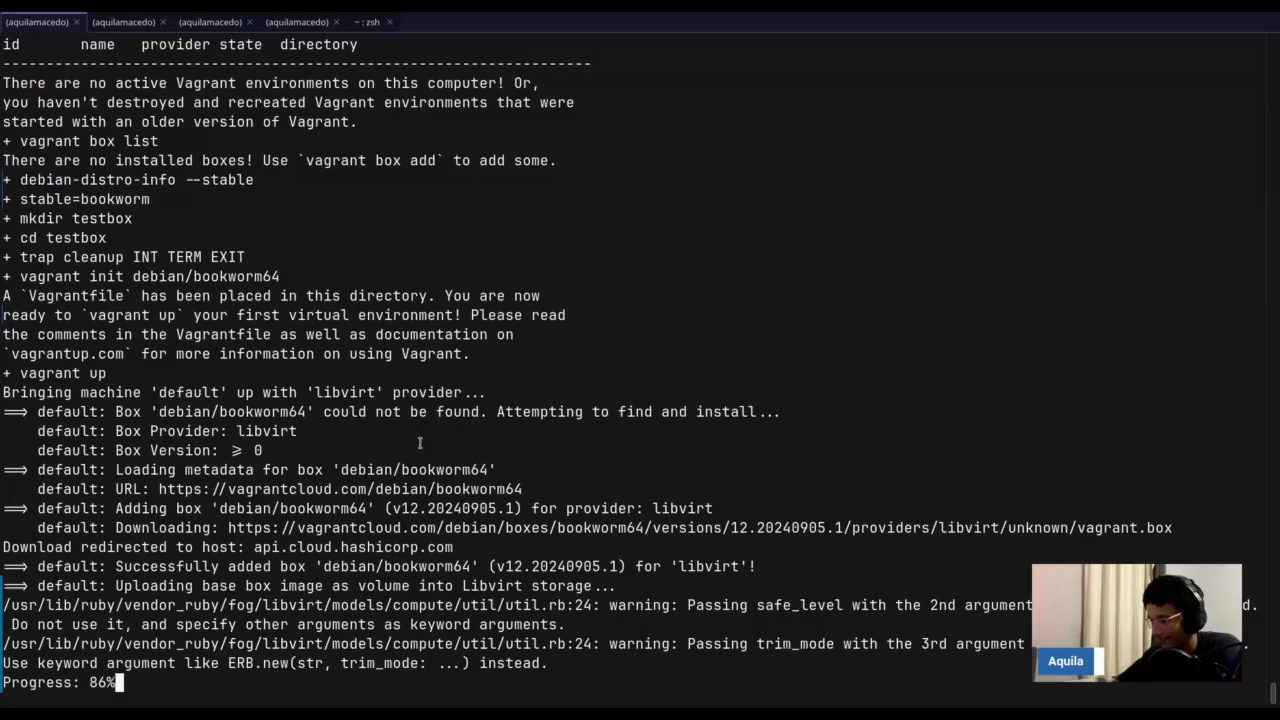 (aquilamacedo) × (aquilamacedo) × (aquilamacedo) × (aquilamacedo) × ~ : zsh ×
id name provider state directory
--------------------------------------------------------------------
There are no active Vagrant environments on this computer! Or,
you haven't destroyed and recreated Vagrant environments that were
started with an older version of Vagrant.
+ vagrant box list
There are no installed boxes! Use `vagrant box add` to add some.
+ debian-distro-info --stable
+ stable=bookworm
+ mkdir testbox
+ cd testbox
+ trap cleanup INT TERM EXIT
+ vagrant init debian/bookworm64
A `Vagrantfile` has been placed in this directory. You are now
ready to `vagrant up` your first virtual environment! Please read
the comments in the Vagrantfile as well as documentation on
`vagrantup.com` for more information on using Vagrant.
+ vagrant up
Bringing machine 'default' up with 'libvirt' provider...
==> default: Box 'debian/bookworm64' could not be found. Attempting to find and install...
default: Box Provider: libvirt
default: Box Version: >= 0
==> default: Loading metadata for box 'debian/bookworm64'
default: URL: https://vagrantcloud.com/debian/bookworm64
==> default: Adding box 'debian/bookworm64' (v12.20240905.1) for provider: libvirt
default: Downloading: https://vagrantcloud.com/debian/boxes/bookworm64/versions/12.20240905.1/providers/libvirt/unknown/vagrant.box
Download redirected to host: api.cloud.hashicorp.com
==> default: Successfully added box 'debian/bookworm64' (v12.20240905.1) for 'libvirt'!
==> default: Uploading base box image as volume into Libvirt storage...
/usr/lib/ruby/vendor_ruby/fog/libvirt/models/compute/util/util.rb:24: warning: Passing safe_level with the 2nd argument d.
Do not use it, and specify other arguments as keyword arguments.
/usr/lib/ruby/vendor_ruby/fog/libvirt/models/compute/util/util.rb:24: warning: Passing trim_mode with the 3rd argument .
Use keyword argument like ERB.new(str, trim_mode: ...) instead.
Progress: 86%
Aquila